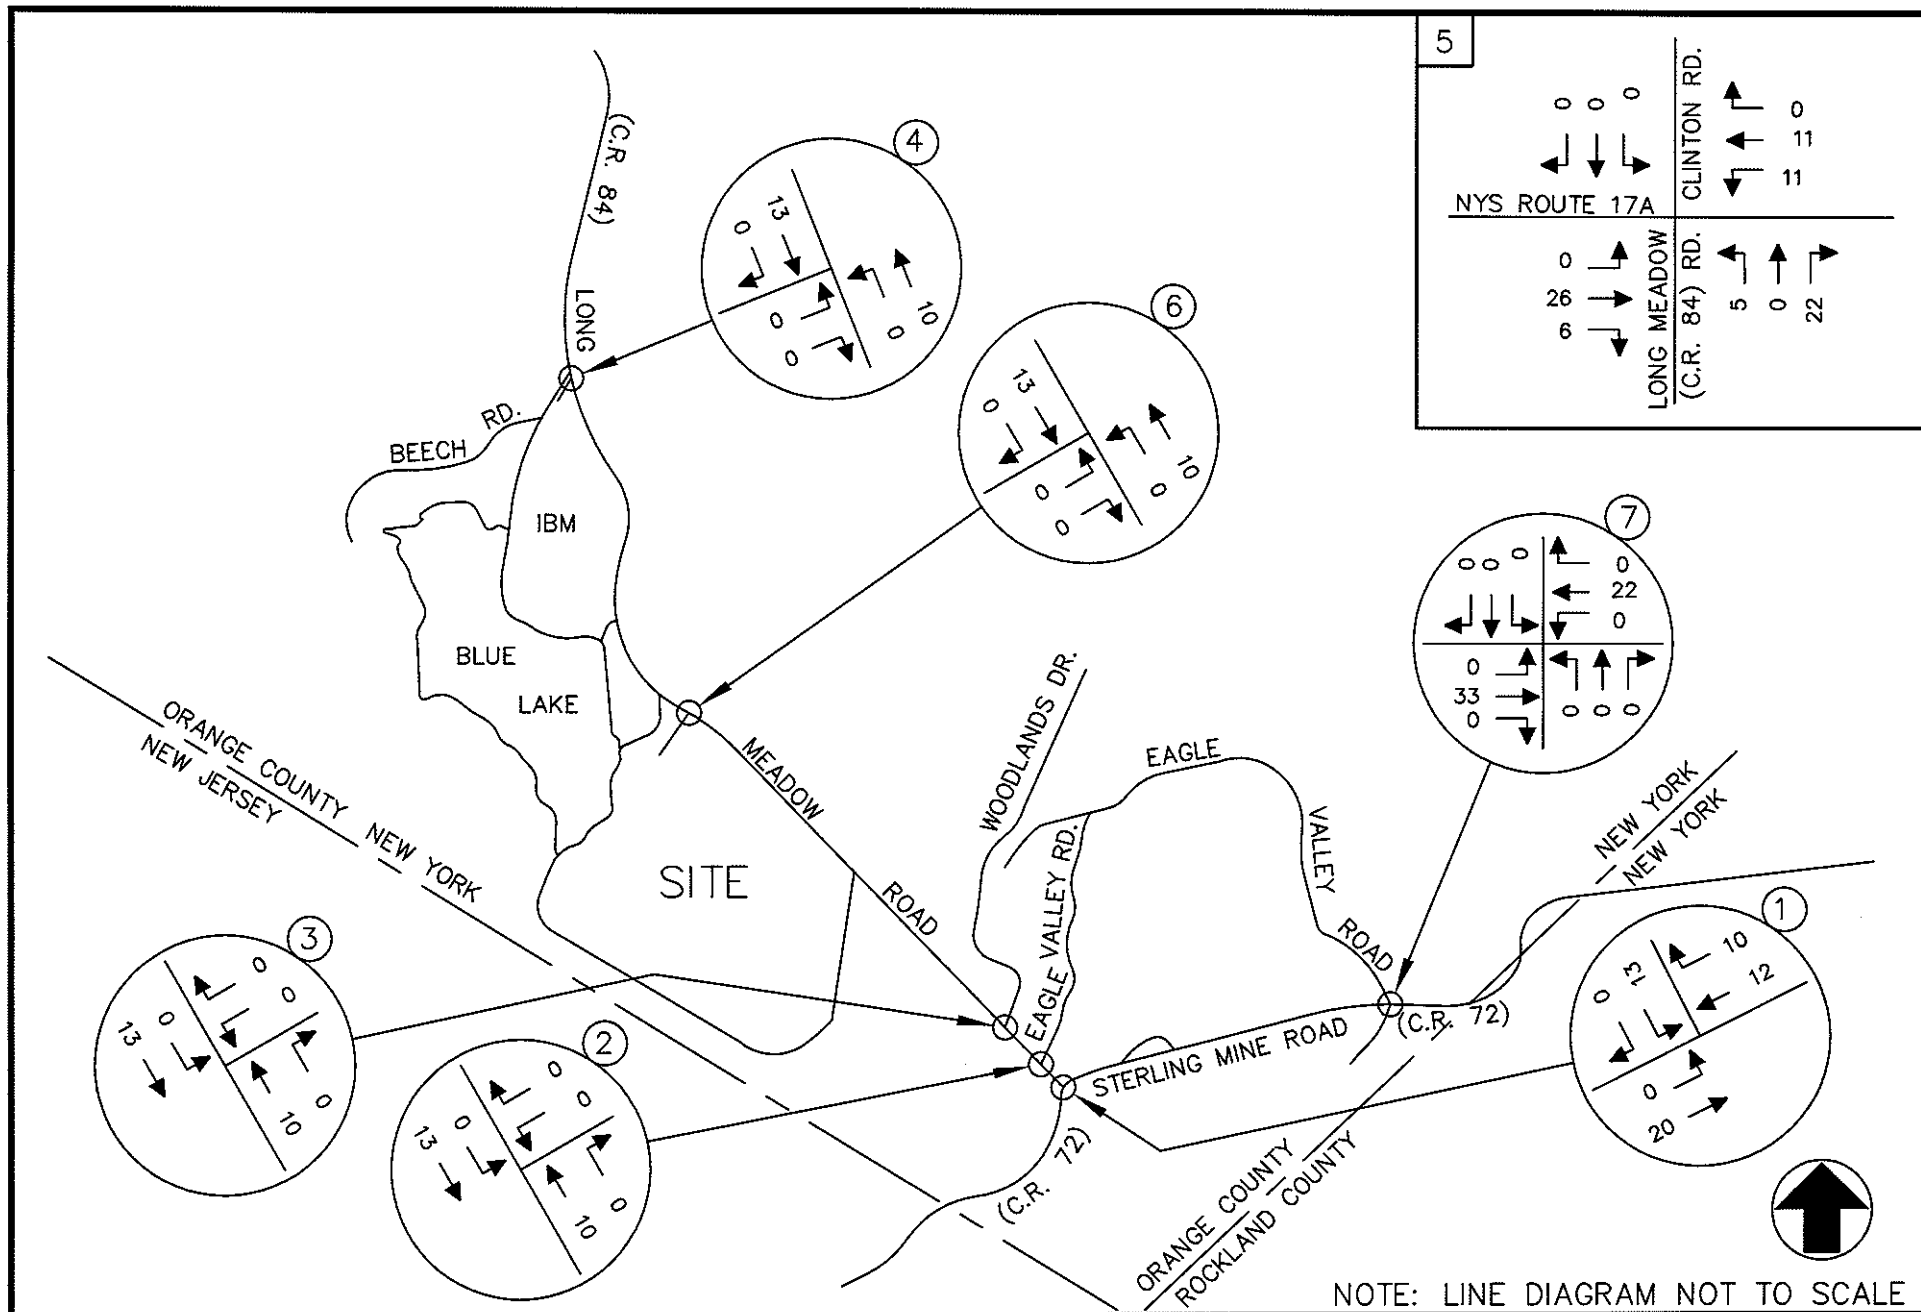 5
0 0 0
CLINTON RD.
0
11
11
NYS ROUTE 17A
0
26
6
LONG MEADOW
(C.R. 84) RD.
5 0 22
(C.R. 84)
LONG
4
0 13
0
0
0 10
6
0 13
0
0
0 10
7
0 0 0
0
22
0
0
33
0
0 0 0
BEECH RD.
IBM
BLUE
LAKE
ORANGE COUNTY NEW YORK
NEW JERSEY
MEADOW
ROAD
SITE
WOODLANDS DR.
EAGLE VALLEY RD.
EAGLE
VALLEY
ROAD
NEW YORK
NEW YORK
STERLING MINE ROAD
(C.R. 72)
(C.R. 72)
ORANGE COUNTY
ROCKLAND COUNTY
3
0
0
0
13
0
10
2
0
0
0
13
0
10
1
10
12
13
0
0
20
NOTE: LINE DIAGRAM NOT TO SCALE